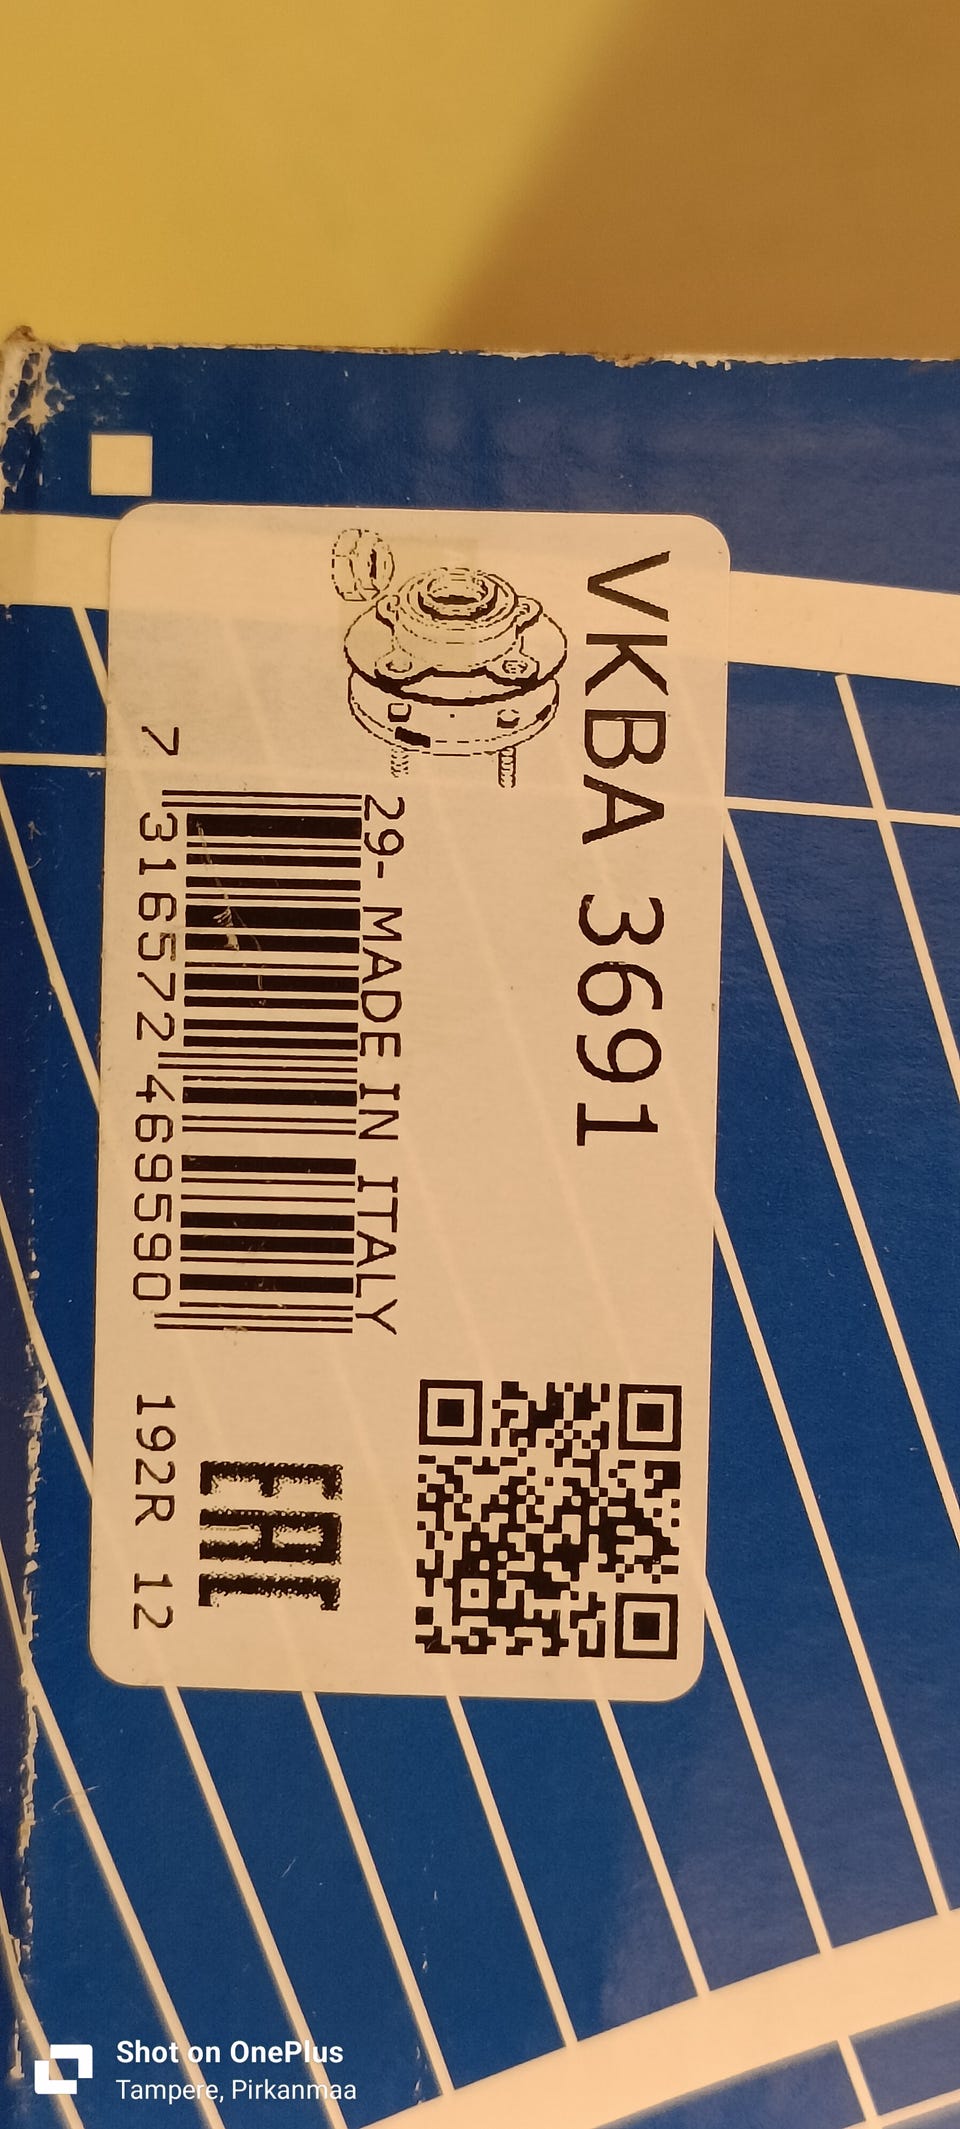 VKBA 3691
29- MADE IN ITALY
7 316572 469590
EAC
192R 12
Shot on OnePlus
Tampere, Pirkanmaa